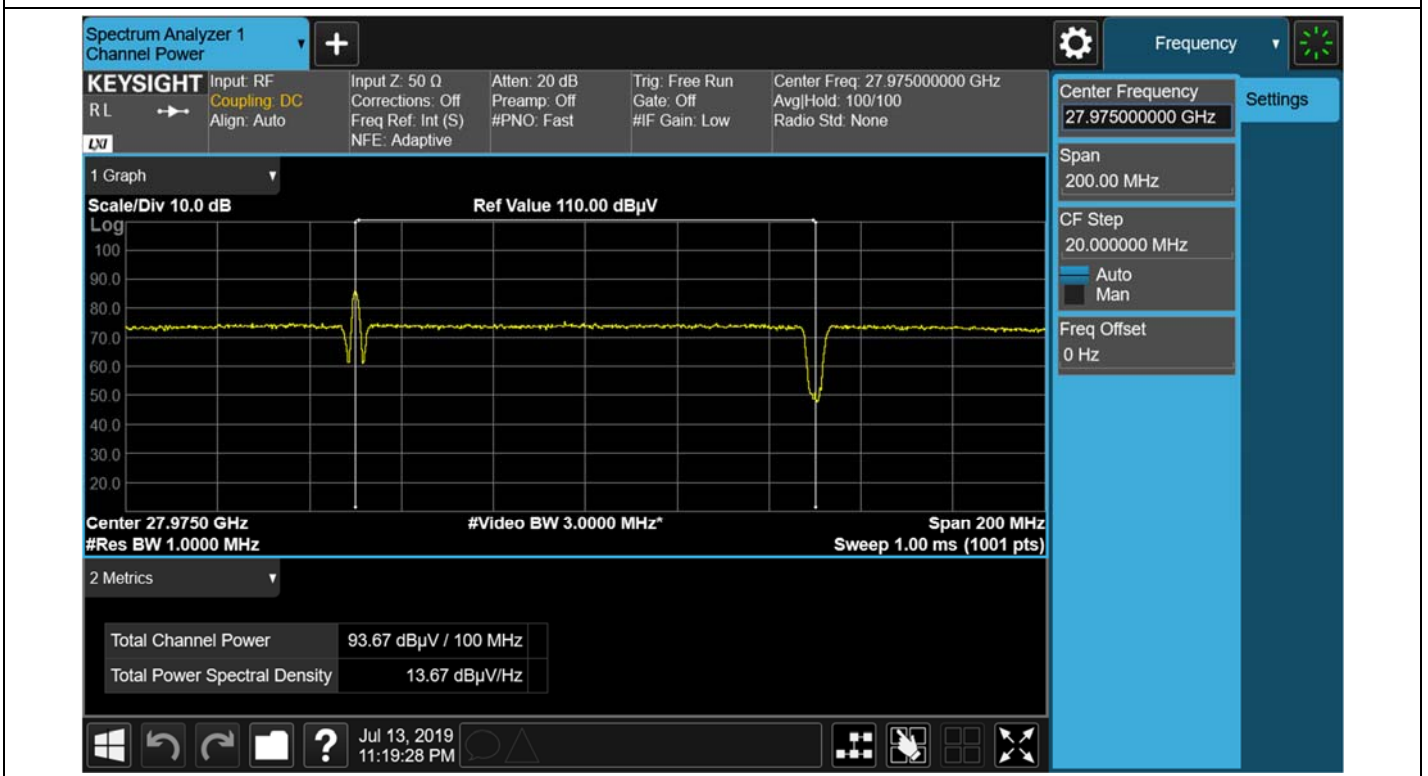 Spectrum Analyzer 1
Channel Power
Frequency
KEYSIGHT
R L
LXI
Input: RF
Coupling: DC
Align: Auto
Input Z: 50 Ω
Corrections: Off
Freq Ref: Int (S)
NFE: Adaptive
Atten: 20 dB
Preamp: Off
#PNO: Fast
Trig: Free Run
Gate: Off
#IF Gain: Low
Center Freq: 27.975000000 GHz
Avg|Hold: 100/100
Radio Std: None
Center Frequency
27.975000000 GHz
Settings
Span
200.00 MHz
CF Step
20.000000 MHz
Auto
Man
Freq Offset
0 Hz
1 Graph
Scale/Div 10.0 dB
Ref Value 110.00 dBµV
Log
100
90.0
80.0
70.0
60.0
50.0
40.0
30.0
20.0
Center 27.9750 GHz
#Video BW 3.0000 MHz*
Span 200 MHz
#Res BW 1.0000 MHz
Sweep 1.00 ms (1001 pts)
2 Metrics
Total Channel Power 93.67 dBµV / 100 MHz
Total Power Spectral Density 13.67 dBµV/Hz
?
Jul 13, 2019
11:19:28 PM